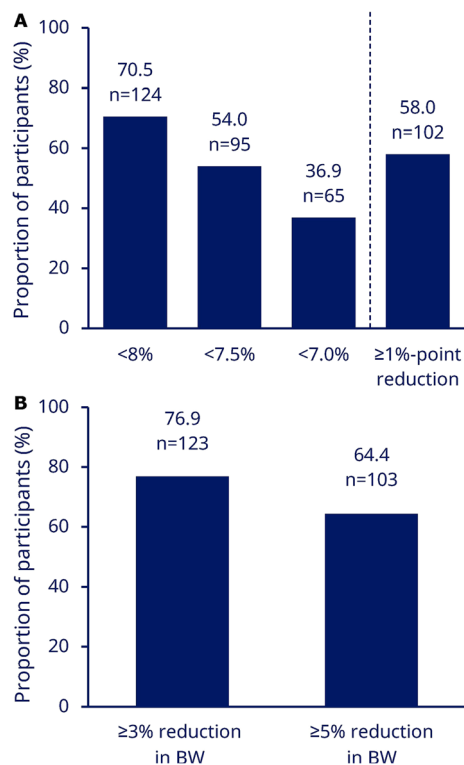 A
Proportion of participants (%)
100
80
60
40
20
0
70.5
n=124
54.0
n=95
36.9
n=65
58.0
n=102
<8%
<7.5%
<7.0%
≥1%-point
reduction
B
Proportion of participants (%)
100
80
60
40
20
0
76.9
n=123
64.4
n=103
≥3% reduction
in BW
≥5% reduction
in BW